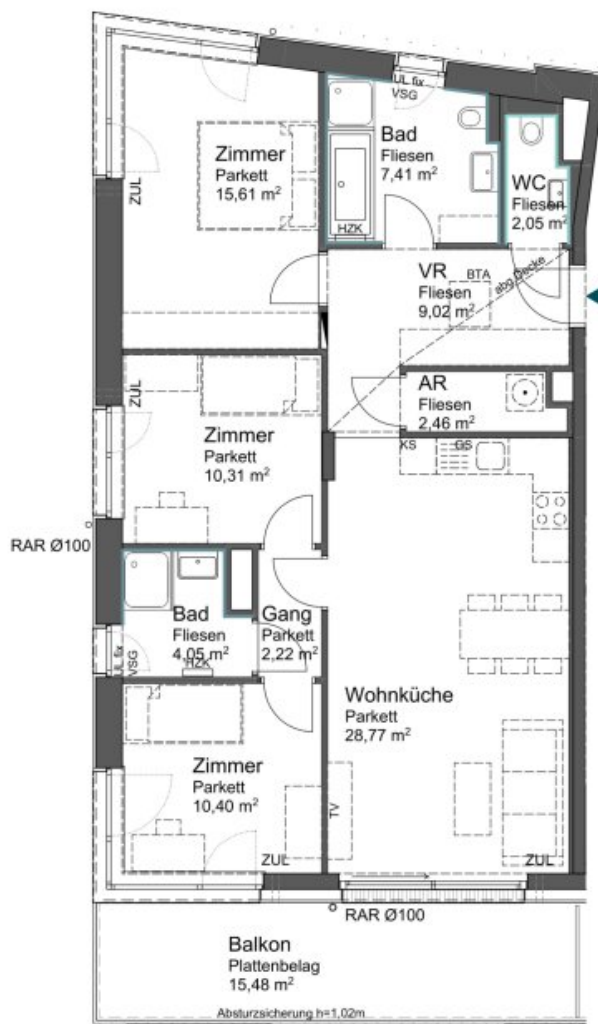 UL fix
VSG
Zimmer
Parkett
15,61 m²
ZUL
Bad
Fliesen
7,41 m²
HZK
WC
Fliesen
2,05 m²
VR
Fliesen
9,02 m²
BTA
abg Decke
AR
Fliesen
2,46 m²
ZUL
Zimmer
Parkett
10,31 m²
KS
GS
RAR Ø100
Bad
Fliesen
4,05 m²
HZK
UL fix
VSG
Gang
Parkett
2,22 m²
Wohnküche
Parkett
28,77 m²
Zimmer
Parkett
10,40 m²
TV
ZUL
ZUL
RAR Ø100
Balkon
Plattenbelag
15,48 m²
Absturzsicherung h=1,02m